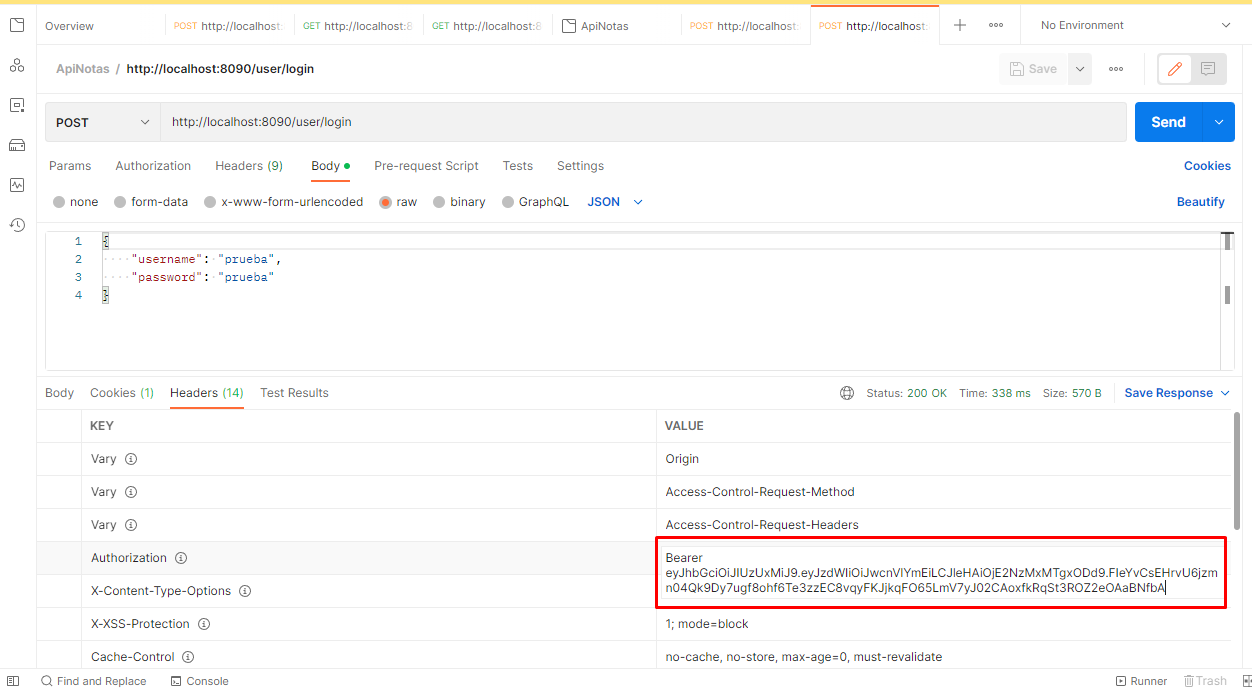 Overview
POST http://localhost:
GET http://localhost:8
GET http://localhost:8
ApiNotas
POST http://localhost:
POST http://localhost:
No Environment
ApiNotas / http://localhost:8090/user/login
Save
POST
http://localhost:8090/user/login
Send
Params
Authorization
Headers (9)
Body
Pre-request Script
Tests
Settings
Cookies
none
form-data
x-www-form-urlencoded
raw
binary
GraphQL
JSON
Beautify
1 {
2 "username": "prueba",
3 "password": "prueba"
4 }
Body
Cookies (1)
Headers (14)
Test Results
Status: 200 OK
Time: 338 ms
Size: 570 B
Save Response
KEY
VALUE
Vary
Origin
Vary
Access-Control-Request-Method
Vary
Access-Control-Request-Headers
Authorization
Bearer
eyJhbGciOiJIUzUxMiJ9.eyJzdWIiOiJwcnVlYmEiLCJleHAiOjE2NzMxMTgxODd9.FIeYvCsEHrvU6jzm
n04Qk9Dy7ugf8ohf6Te3zzEC8vqyFKJjkqFO65LmV7yJ02CAoxfkRqSt3ROZ2eOAaBNfbA
X-Content-Type-Options
X-XSS-Protection
1; mode=block
Cache-Control
no-cache, no-store, max-age=0, must-revalidate
Find and Replace
Console
Runner
Trash